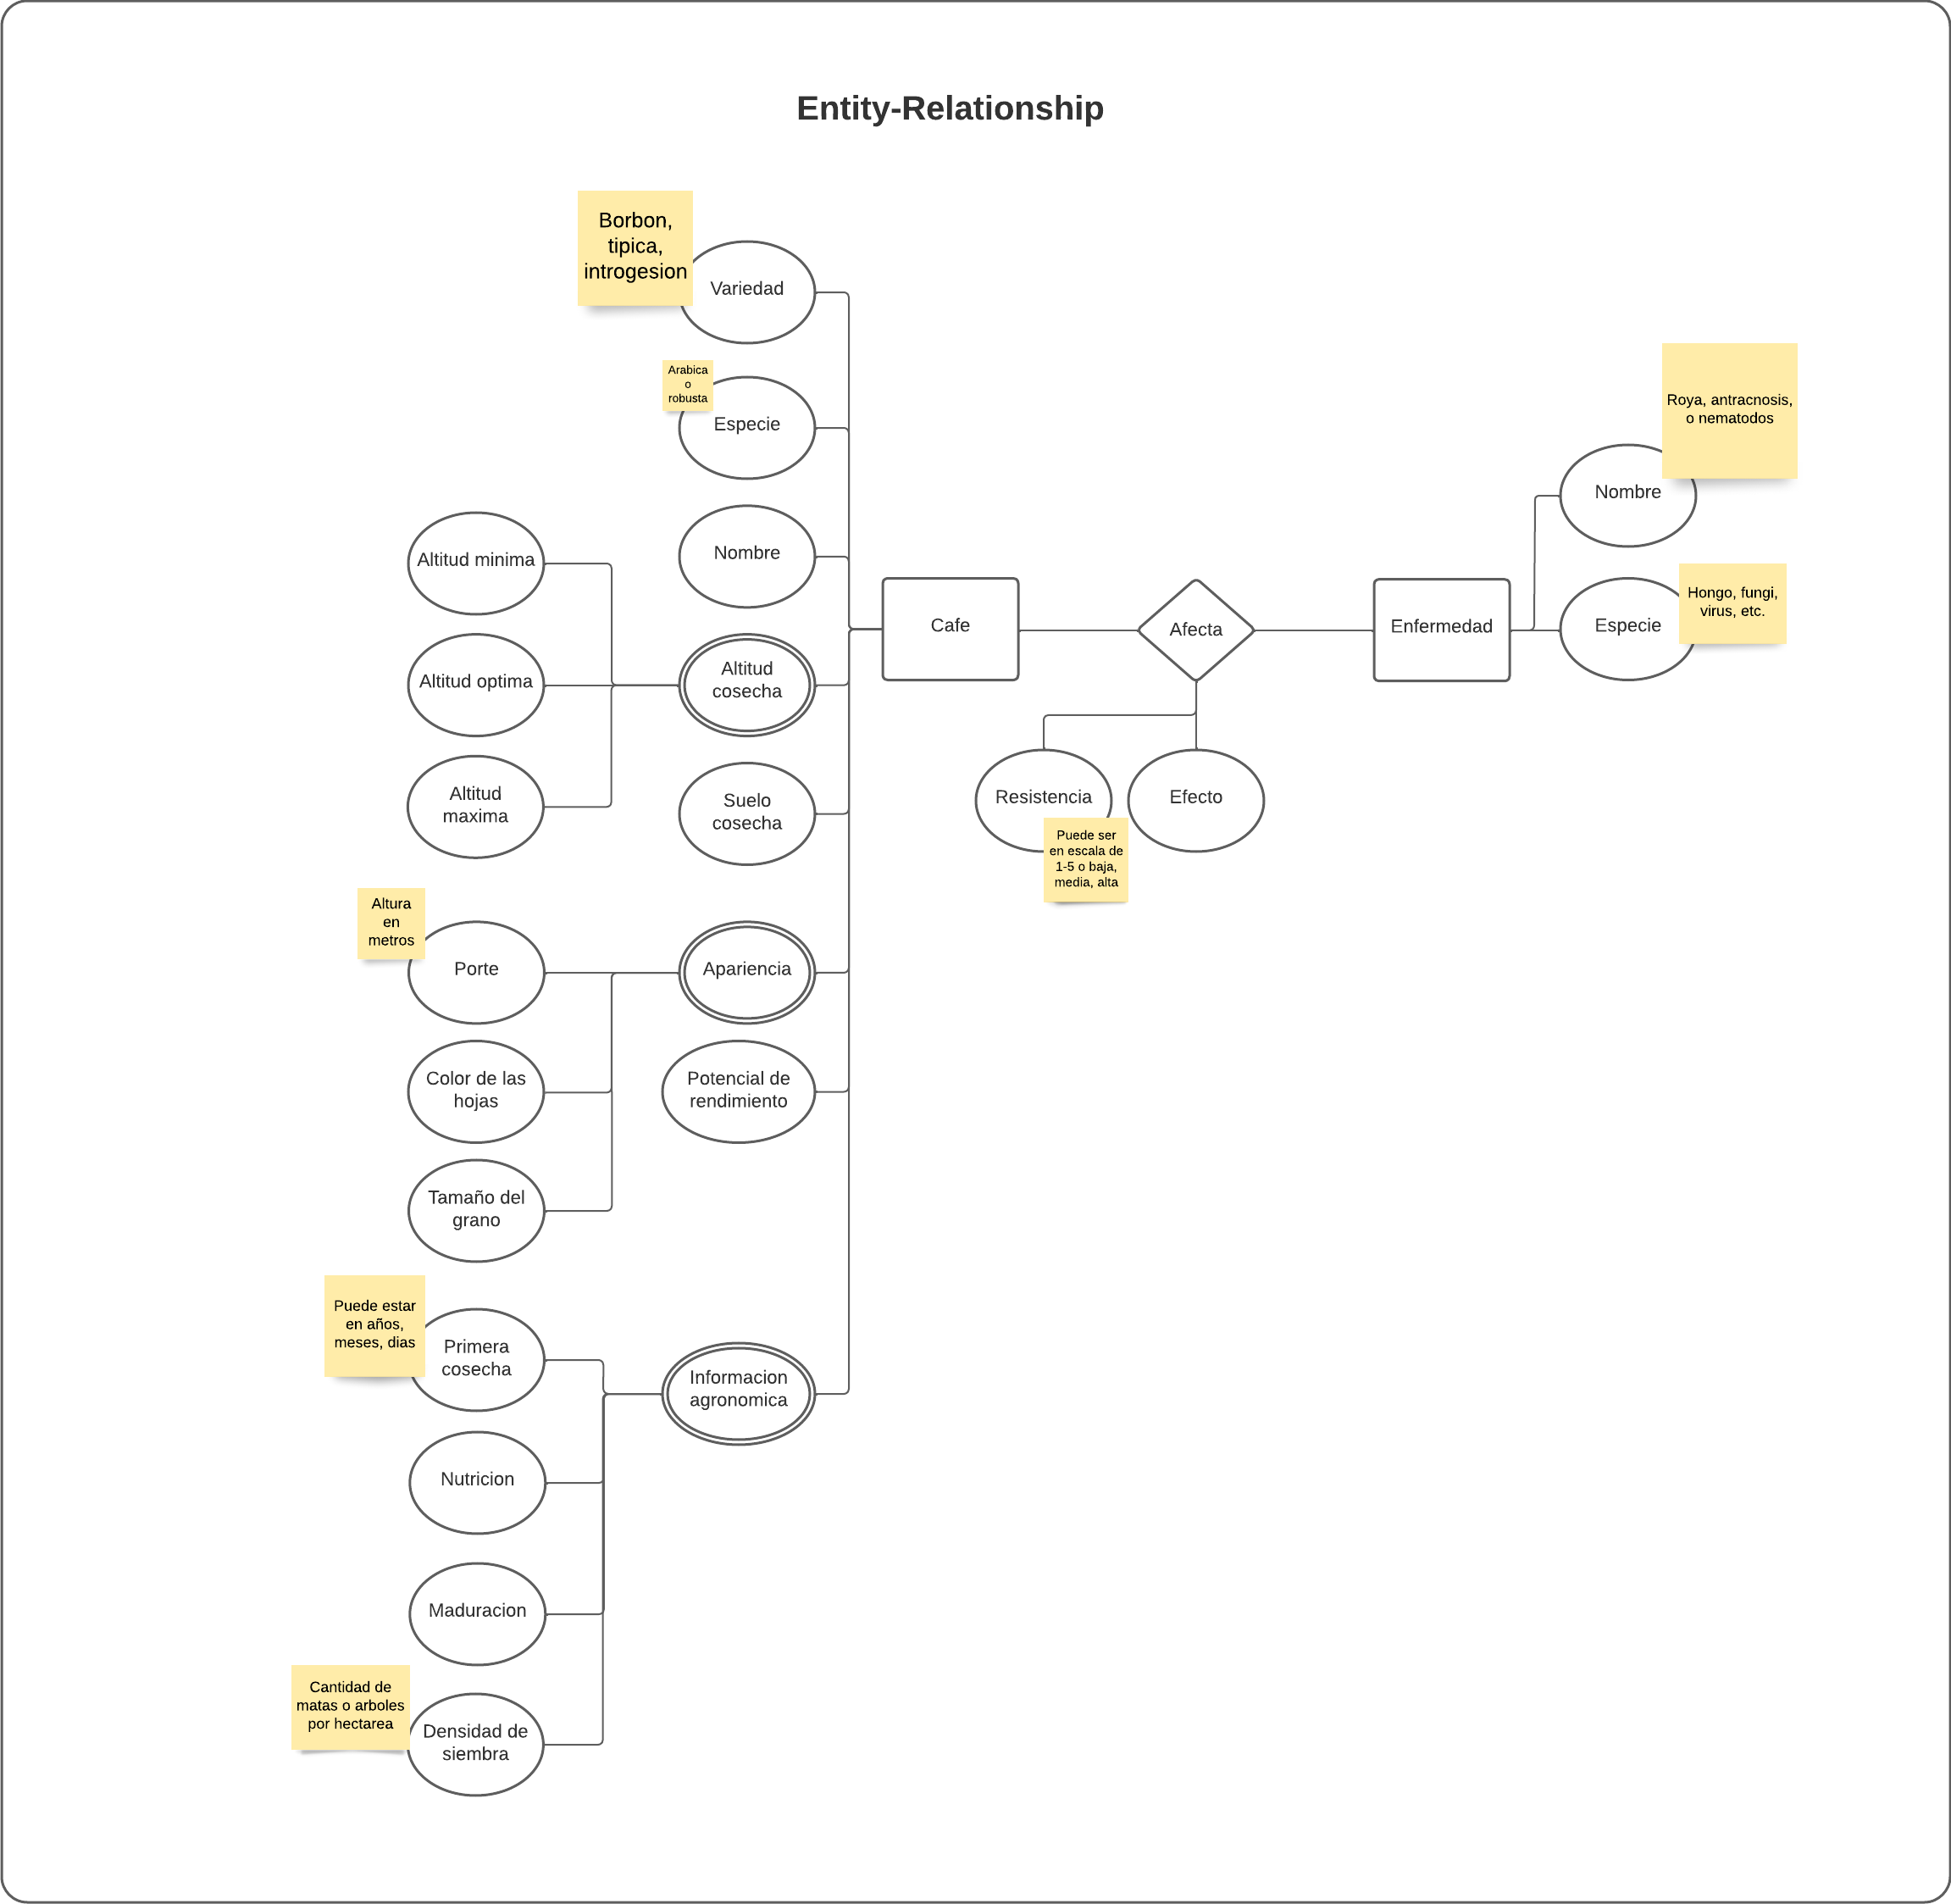 Entity-Relationship
Borbon,
tipica,
introgesion
Variedad
Arabica
o
robusta
Especie
Nombre
Altitud minima
Altitud optima
Altitud
maxima
Altitud
cosecha
Suelo
cosecha
Altura
en
metros
Porte
Apariencia
Color de las
hojas
Potencial de
rendimiento
Tamaño del
grano
Puede estar
en años,
meses, dias
Primera
cosecha
Informacion
agronomica
Nutricion
Maduracion
Cantidad de
matas o arboles
por hectarea
Densidad de
siembra
Cafe
Afecta
Resistencia
Puede ser
en escala de
1-5 o baja,
media, alta
Efecto
Enfermedad
Roya, antracnosis,
o nematodos
Nombre
Hongo, fungi,
virus, etc.
Especie